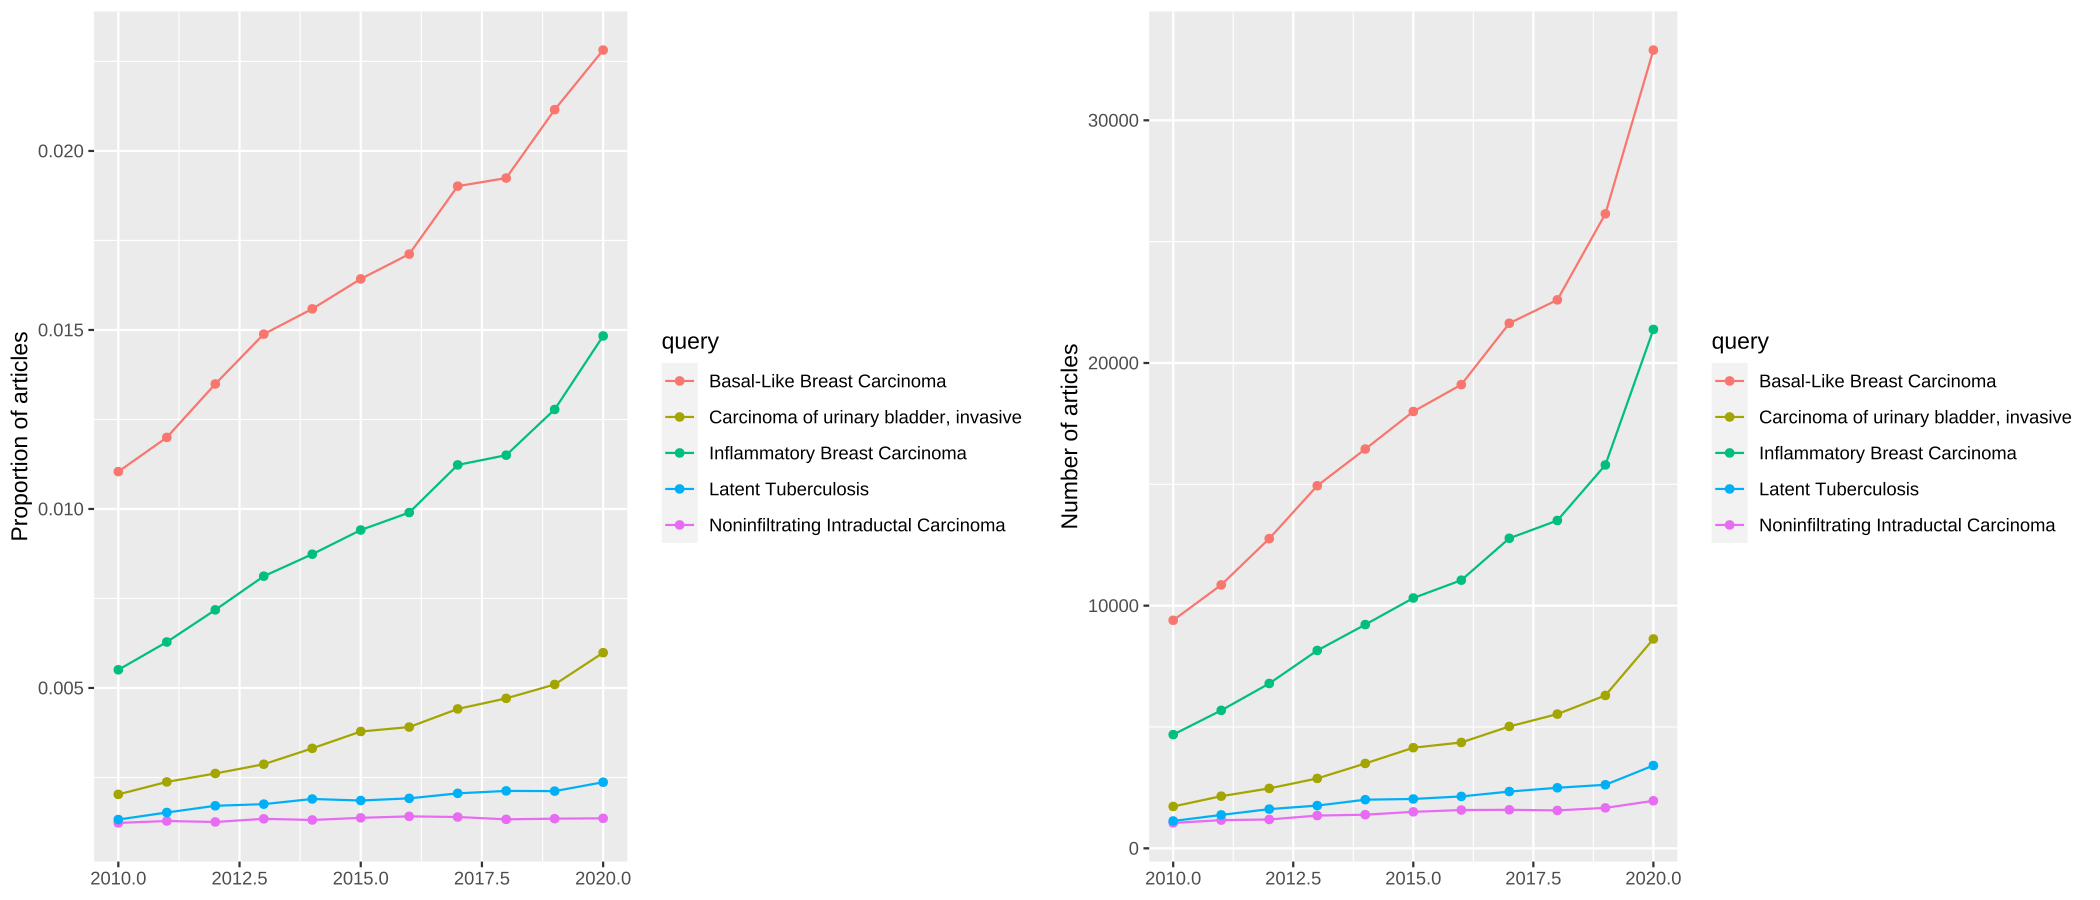 Proportion of articles
0.020
0.015
0.010
0.005
2010.0 2012.5 2015.0 2017.5 2020.0
query
Basal-Like Breast Carcinoma
Carcinoma of urinary bladder, invasive
Inflammatory Breast Carcinoma
Latent Tuberculosis
Noninfiltrating Intraductal Carcinoma
Number of articles
30000
20000
10000
0
2010.0 2012.5 2015.0 2017.5 2020.0
query
Basal-Like Breast Carcinoma
Carcinoma of urinary bladder, invasive
Inflammatory Breast Carcinoma
Latent Tuberculosis
Noninfiltrating Intraductal Carcinoma